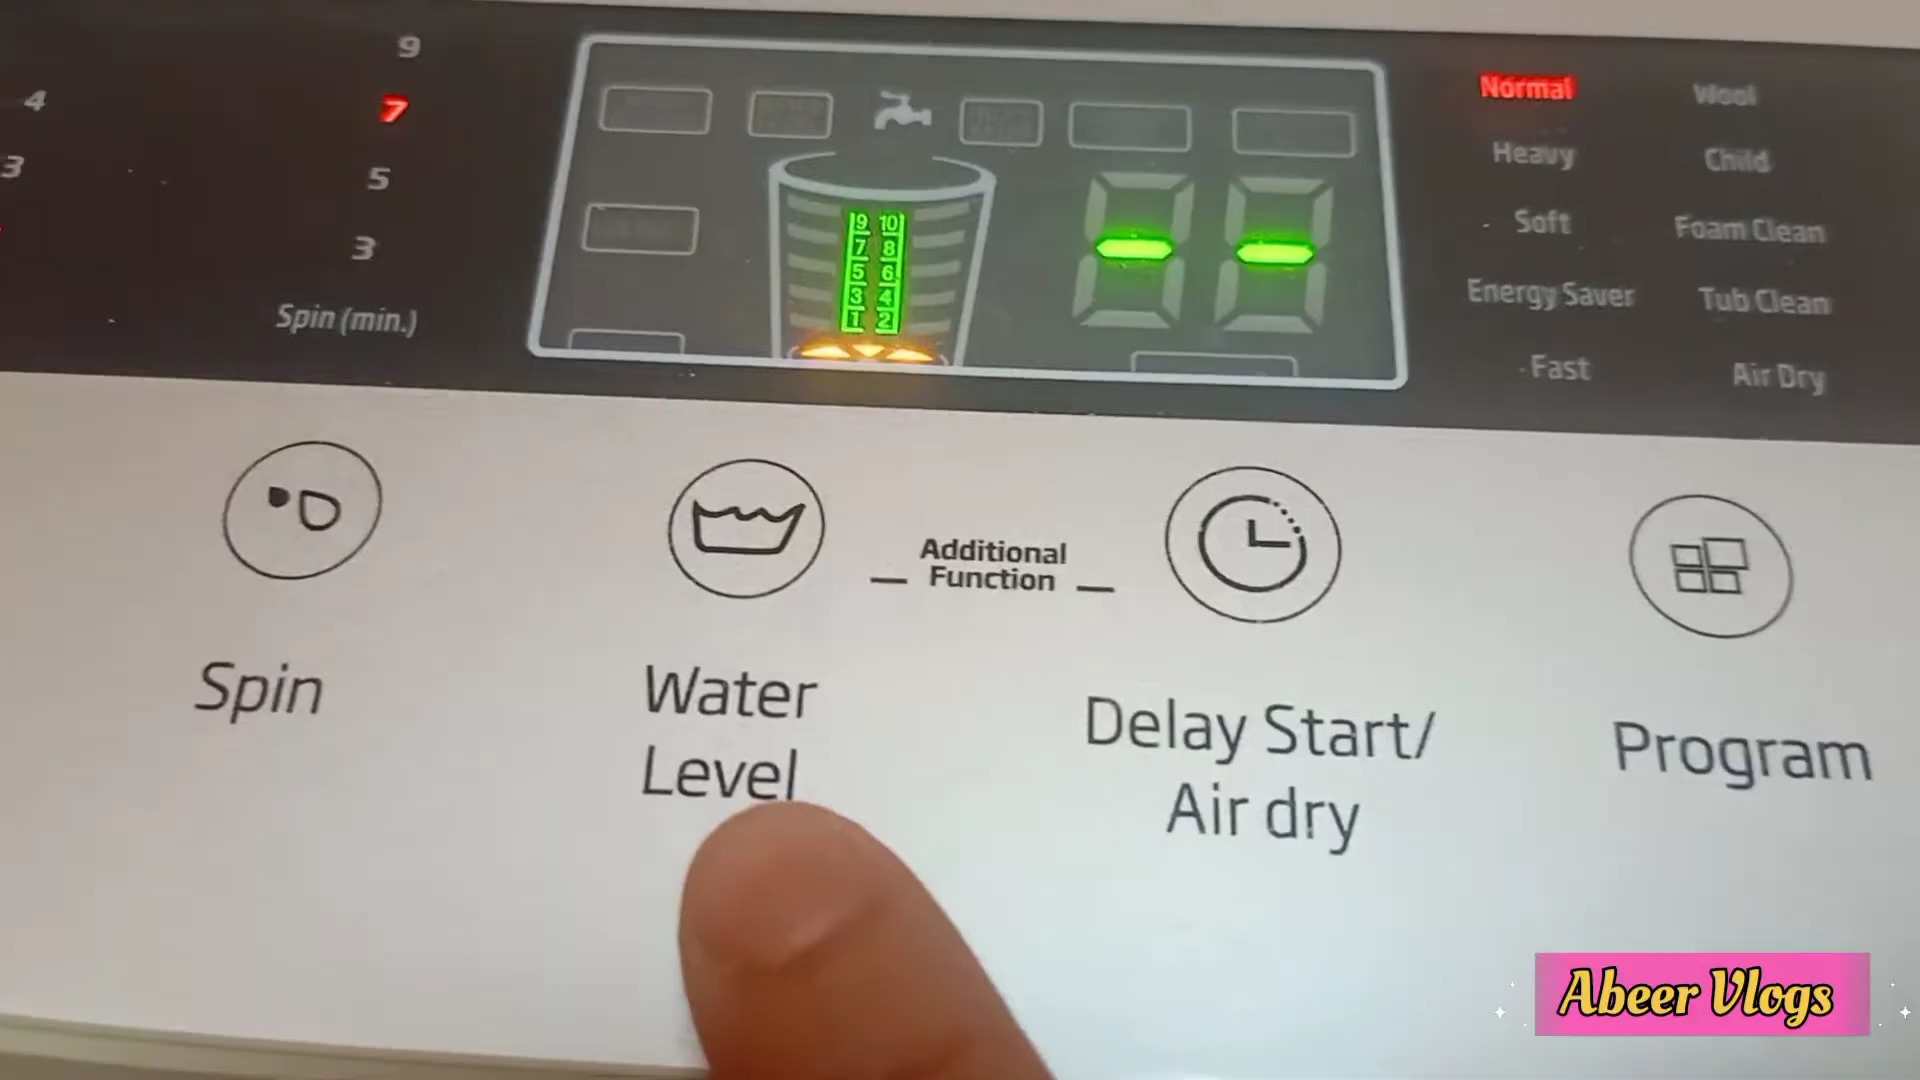 9
4
7
3
5
3
Spin (min.)
9 10
7 8
5 6
3 4
1 2
--
Normal
Wool
Heavy
Child
Soft
Foam Clean
Energy Saver
Tub Clean
Fast
Air Dry
Additional
Function
Spin
Water
Level
Delay Start/
Air dry
Program
Abeer Vlogs